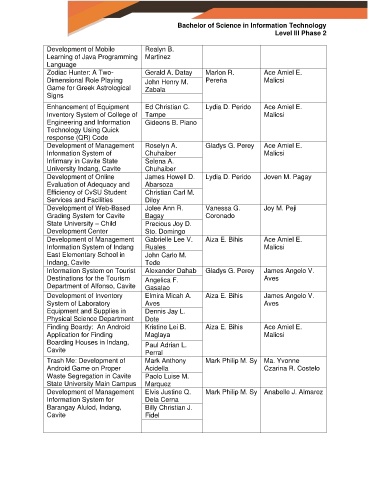 Bachelor of Science in Information Technology
Level III Phase 2
Development of Mobile
Learning of Java Programming
Language
Realyn B.
Martinez
Zodiac Hunter: A Two-
Dimensional Role Playing
Game for Greek Astrological
Signs
Gerald A. Datay
John Henry M.
Zabala
Marlon R.
Pereña
Ace Amiel E.
Malicsi
Enhancement of Equipment
Inventory System of College of
Engineering and Information
Technology Using Quick
response (QR) Code
Ed Christian C.
Tampe
Gideons B. Piano
Lydia D. Perido
Ace Amiel E.
Malicsi
Development of Management
Information System of
Infirmary in Cavite State
University Indang, Cavite
Roselyn A.
Chuhaiber
Selena A.
Chuhaiber
Gladys G. Perey
Ace Amiel E.
Malicsi
Development of Online
Evaluation of Adequacy and
Efficiency of CvSU Student
Services and Facilities
James Howell D.
Abarsoza
Christian Carl M.
Diloy
Lydia D. Perido
Joven M. Pagay
Development of Web-Based
Grading System for Cavite
State University – Child
Development Center
Jolee Ann R.
Bagay
Precious Joy D.
Sto. Domingo
Vanessa G.
Coronado
Joy M. Peji
Development of Management
Information System of Indang
East Elementary School in
Indang, Cavite
Gabrielle Lee V.
Ruales
John Carlo M.
Tode
Aiza E. Bihis
Ace Amiel E.
Malicsi
Information System on Tourist
Destinations for the Tourism
Department of Alfonso, Cavite
Alexander Dahab
Angelica F.
Gasalao
Gladys G. Perey
James Angelo V.
Aves
Development of Inventory
System of Laboratory
Equipment and Supplies in
Physical Science Department
Elmira Micah A.
Aves
Dennis Jay L.
Dote
Aiza E. Bihis
James Angelo V.
Aves
Finding Boardy: An Android
Application for Finding
Boarding Houses in Indang,
Cavite
Kristine Lei B.
Maglaya
Paul Adrian L.
Perral
Aiza E. Bihis
Ace Amiel E.
Malicsi
Trash Me: Development of
Android Game on Proper
Waste Segregation in Cavite
State University Main Campus
Mark Anthony
Acidella
Paolo Luise M.
Marquez
Mark Philip M. Sy
Ma. Yvonne
Czarina R. Costelo
Development of Management
Information System for
Barangay Alulod, Indang,
Cavite
Elvis Justine Q.
Dela Cerna
Billy Christian J.
Fidel
Mark Philip M. Sy
Anabelle J. Almarez